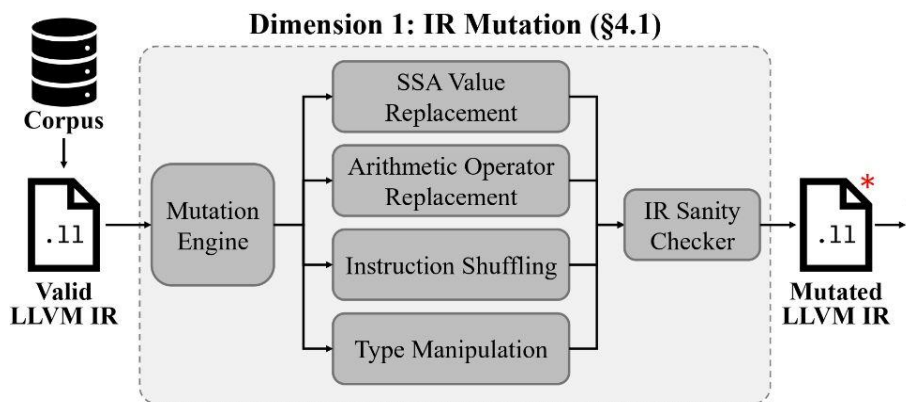 Dimension 1: IR Mutation (§4.1)
Corpus
.ll
Valid
LLVM IR
Mutation
Engine
SSA Value
Replacement
Arithmetic Operator
Replacement
Instruction Shuffling
Type Manipulation
IR Sanity
Checker
*
.ll
Mutated
LLVM IR